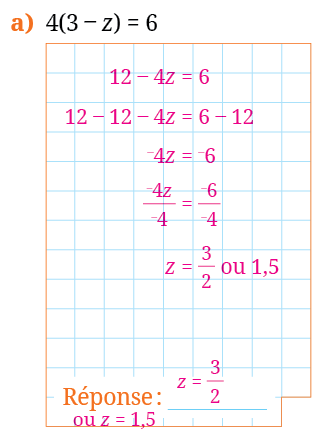 a) 4(3 − z) = 6
12 − 4z = 6
12 − 12 − 4z = 6 − 12
⁻4z = ⁻6
⁻4z/⁻4 = ⁻6/⁻4
z = 3/2 ou 1,5
Réponse : z = 3/2
ou z = 1,5